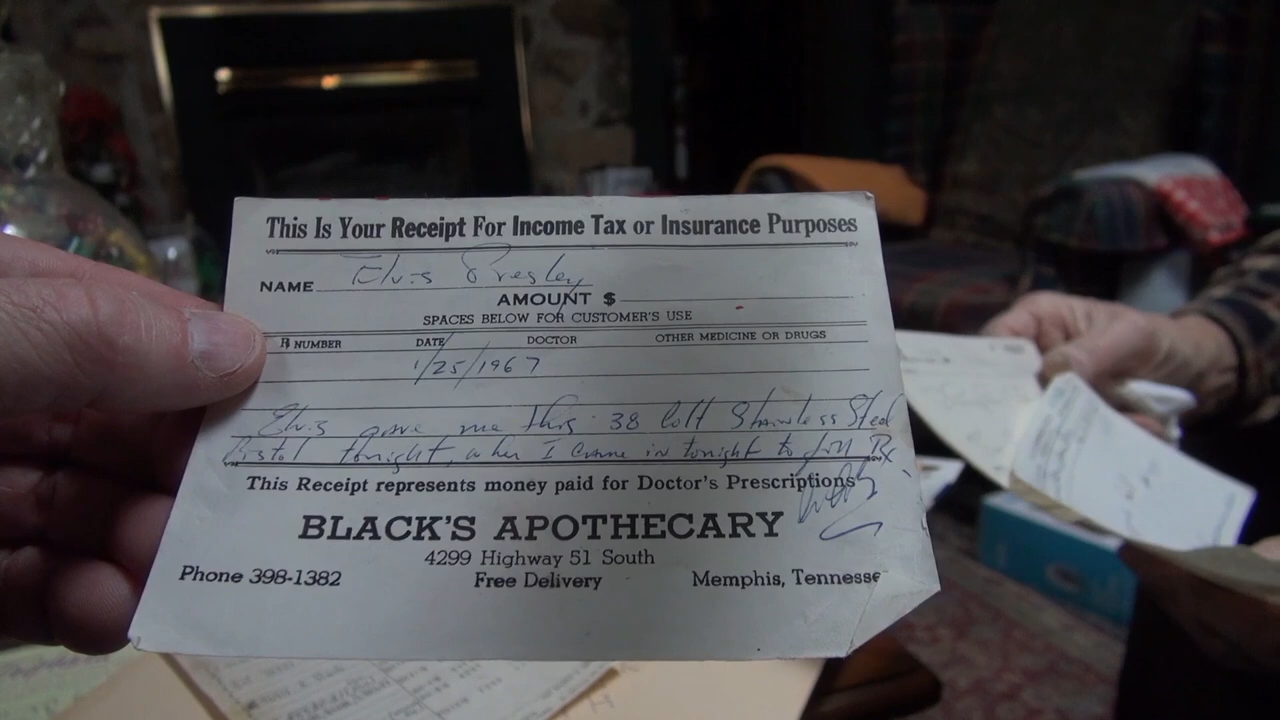 This Is Your Receipt For Income Tax or Insurance Purposes
NAME Elvis Presley
AMOUNT $
SPACES BELOW FOR CUSTOMER'S USE
℞ NUMBER DATE DOCTOR OTHER MEDICINE OR DRUGS
1/25/1967
Elvis gave me this 38 Colt Stainless Steel
Pistol tonight, when I came in tonight to fill Rx
This Receipt represents money paid for Doctor's Prescriptions
BLACK'S APOTHECARY
4299 Highway 51 South
Phone 398-1382 Free Delivery Memphis, Tennesse